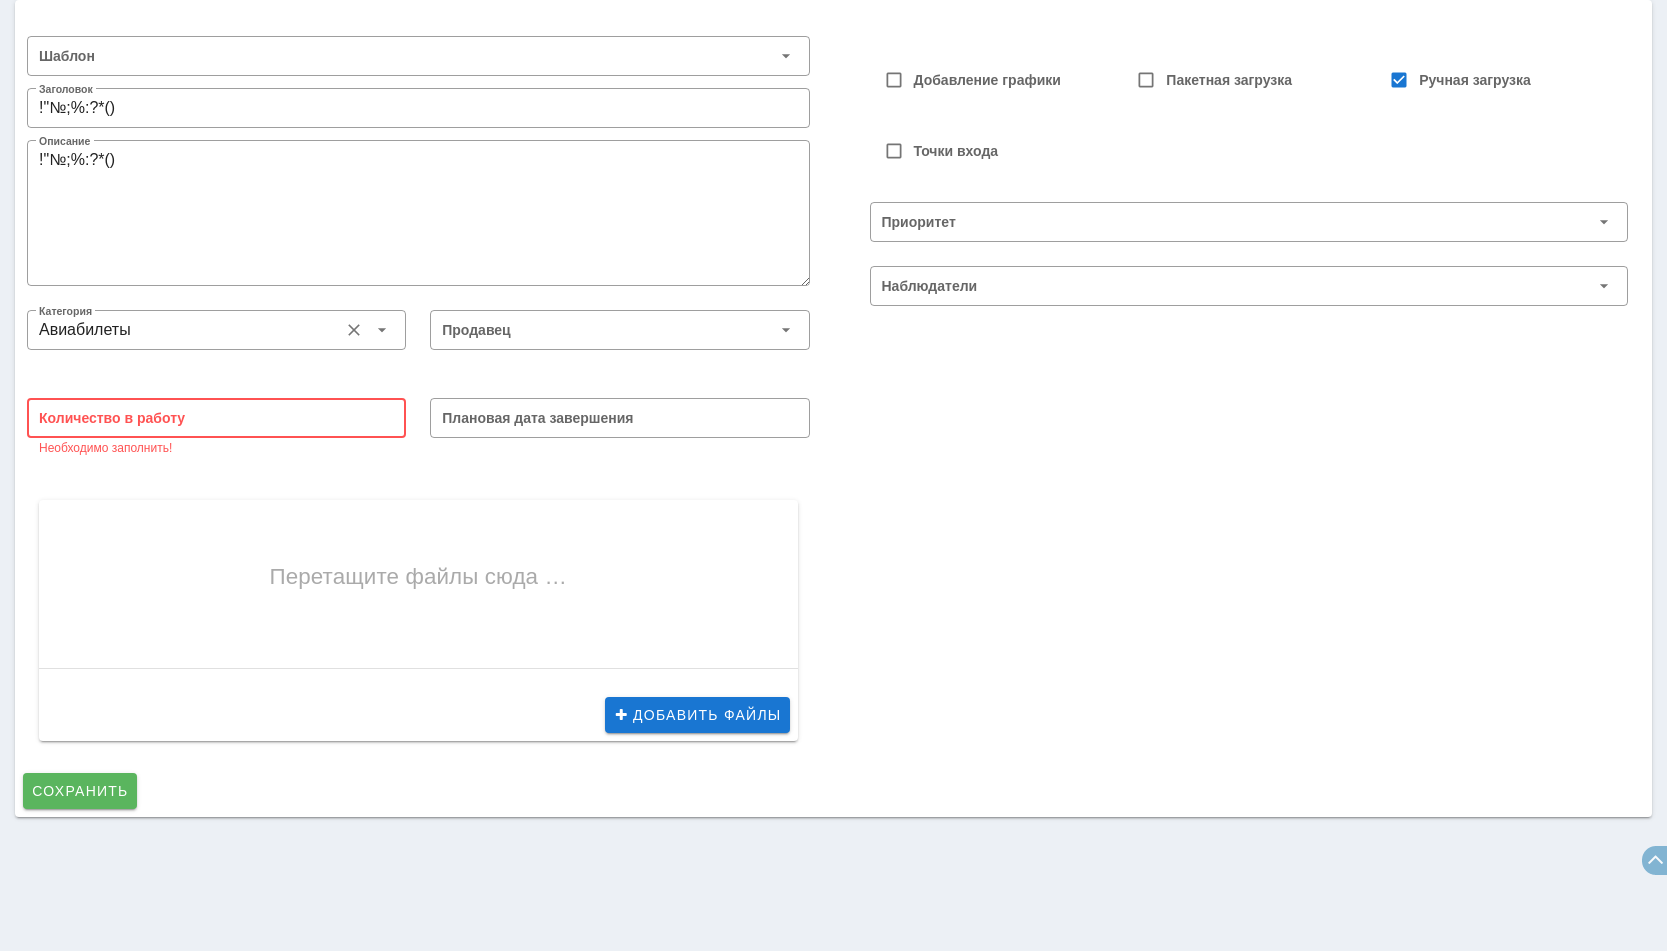 Шаблон
Заголовок
!"№;%:?*()
Описание
!"№;%:?*()
Категория
Авиабилеты
Продавец
Количество в работу
Необходимо заполнить!
Плановая дата завершения
Перетащите файлы сюда …
ДОБАВИТЬ ФАЙЛЫ
СОХРАНИТЬ
Добавление графики
Пакетная загрузка
Ручная загрузка
Точки входа
Приоритет
Наблюдатели